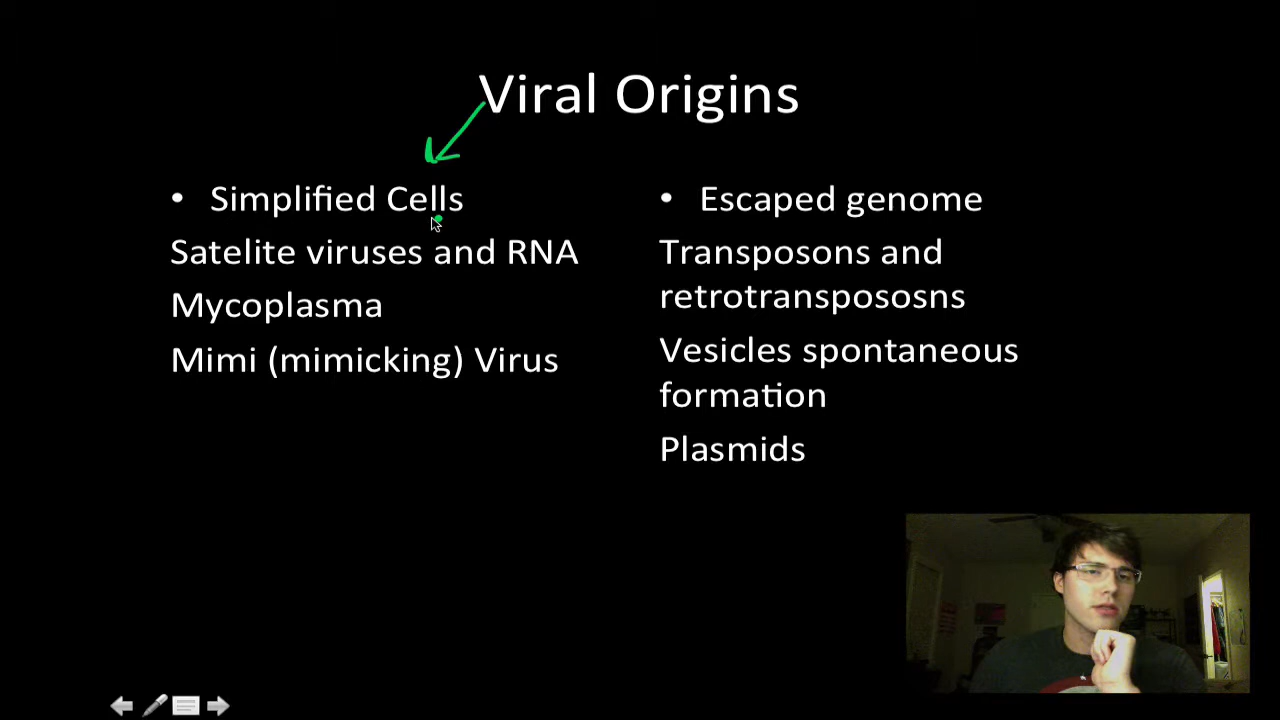 Viral Origins
• Simplified Cells
Satelite viruses and RNA
Mycoplasma
Mimi (mimicking) Virus
• Escaped genome
Transposons and
retrotranspososns
Vesicles spontaneous
formation
Plasmids